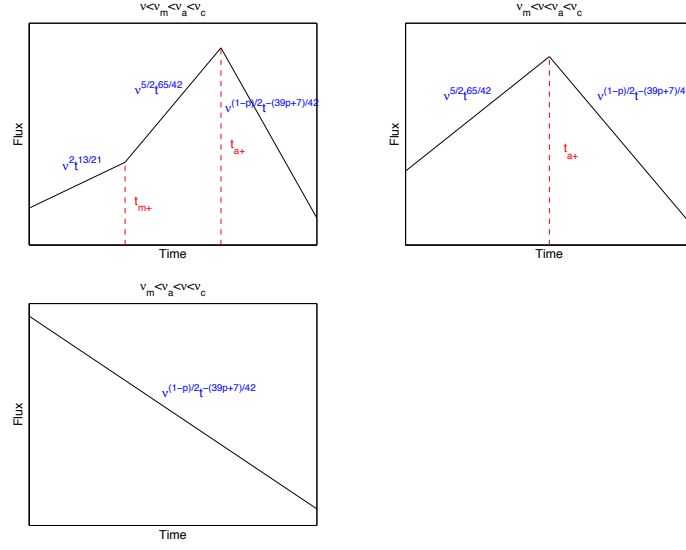 ν<ν_m<ν_a<ν_c
ν^{5/2}t^{65/42}
ν^{(1-p)/2}t^{-(39p+7)/42}
ν^2t^{13/21}
t_{a+}
t_{m+}
Flux
Time
ν_m<ν<ν_a<ν_c
ν^{5/2}t^{65/42}
ν^{(1-p)/2}t^{-(39p+7)/4
t_{a+}
Flux
Time
ν_m<ν_a<ν<ν_c
ν^{(1-p)/2}t^{-(39p+7)/42}
Flux
Time